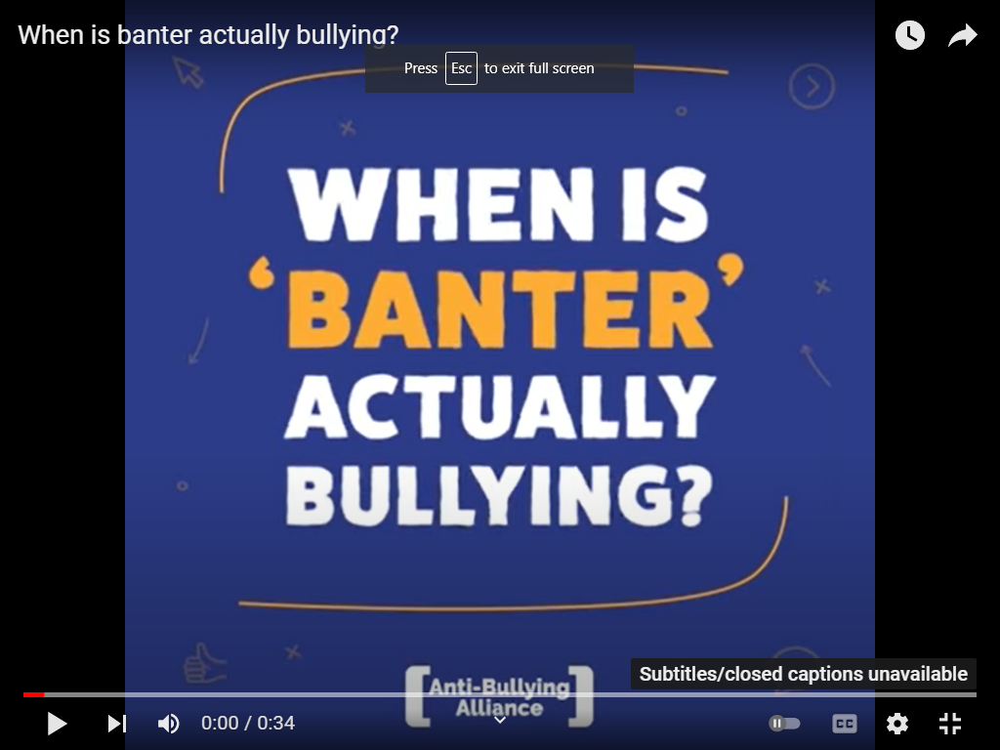 When is banter actually bullying?
Press Esc to exit full screen
WHEN IS
‘BANTER’
ACTUALLY
BULLYING?
Subtitles/closed captions unavailable
Anti-Bullying
Alliance
0:00 / 0:34
CC